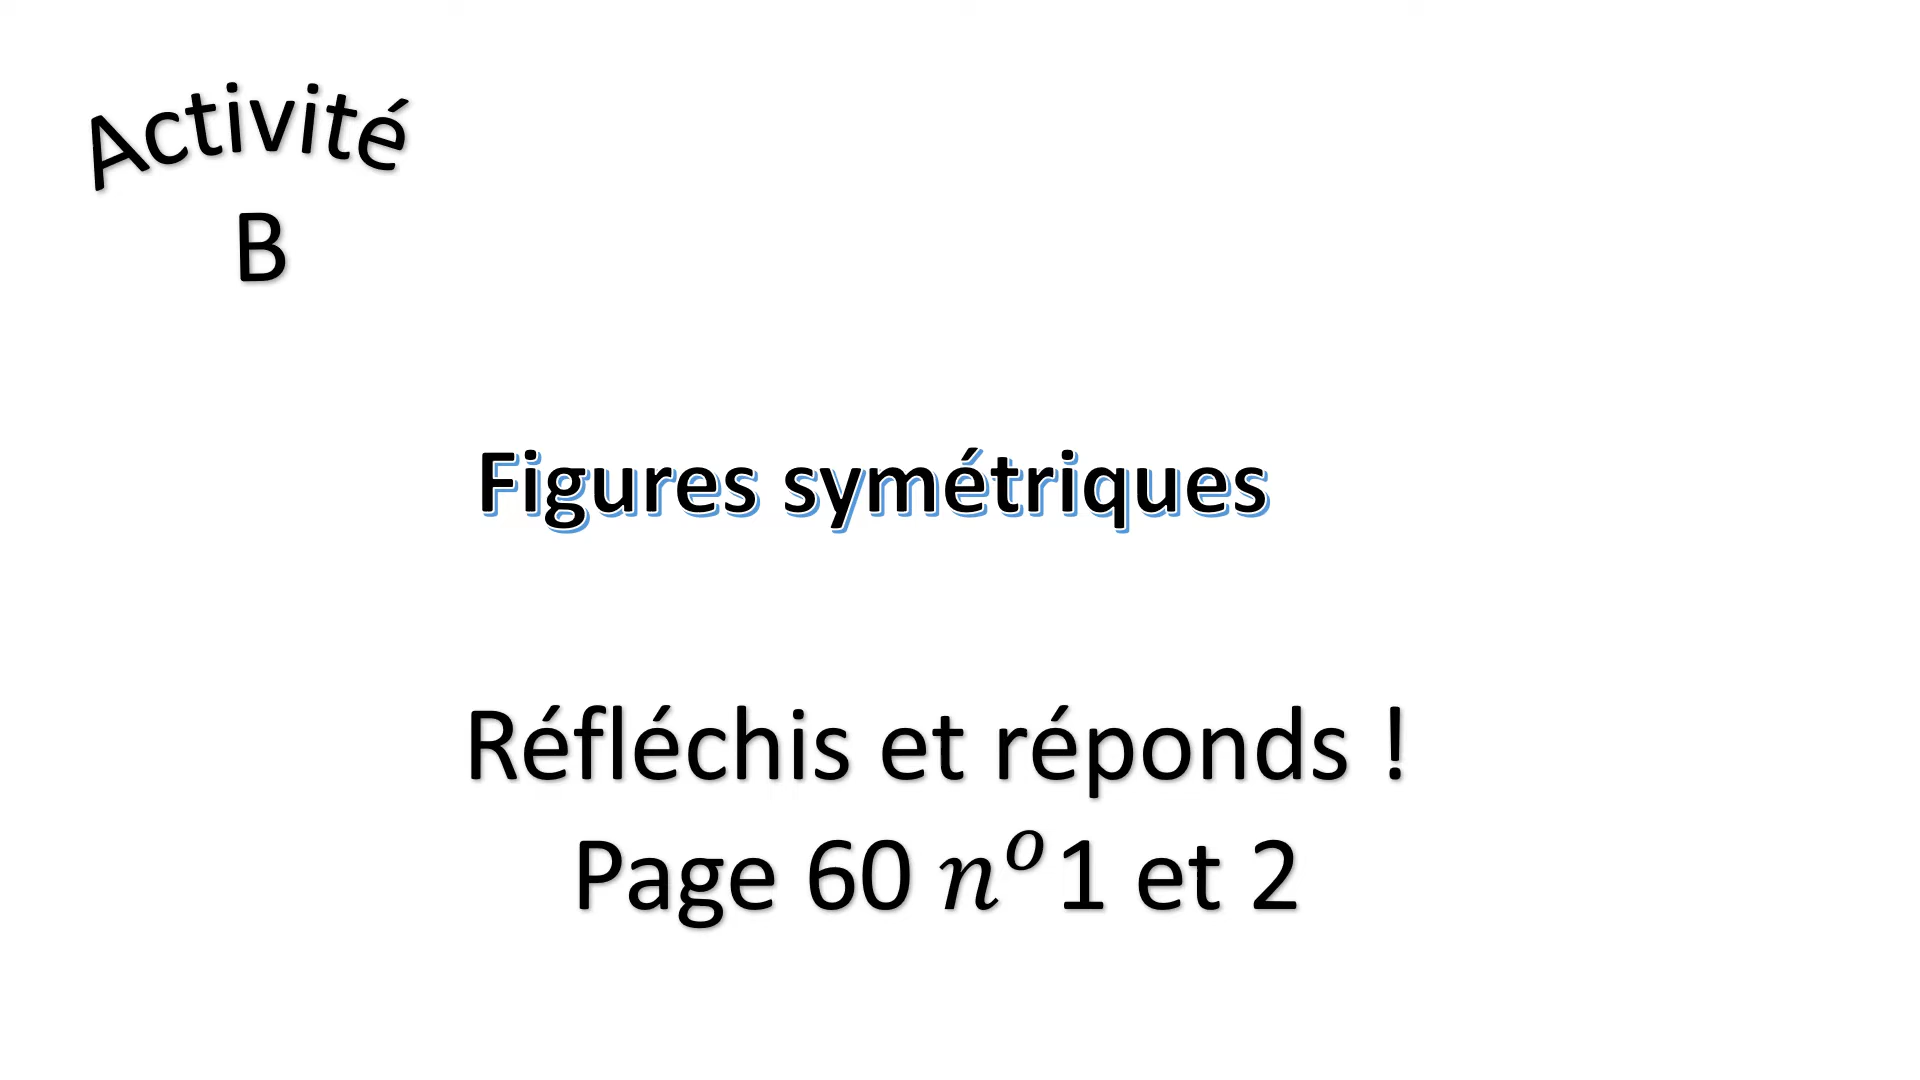 Activité
B
Figures symétriques
Réfléchis et réponds !
Page 60 nº1 et 2